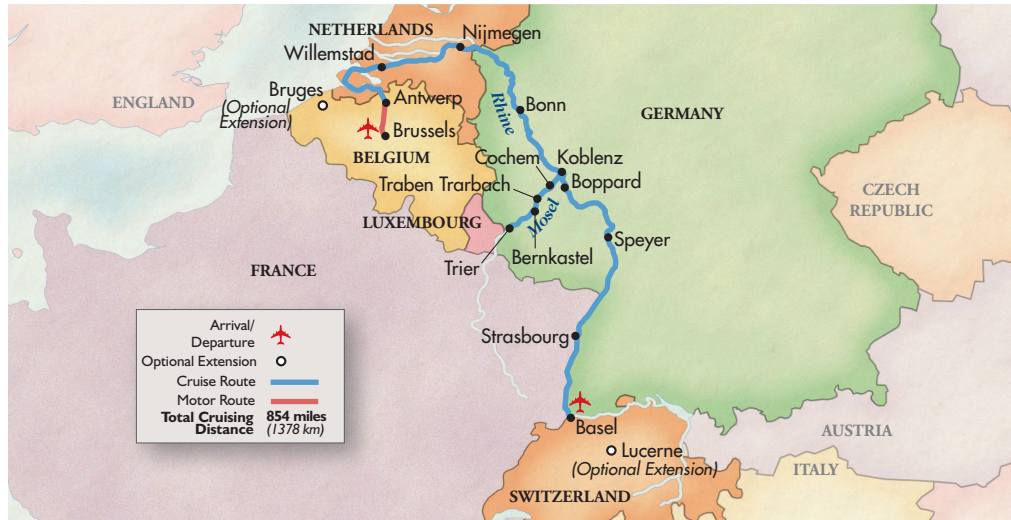 NETHERLANDS
Nijmegen
Willemstad
Bruges
(Optional
Extension)
Antwerp
Brussels
BELGIUM
ENGLAND
Rhine
Bonn
GERMANY
Cochem
Koblenz
Boppard
Traben Trarbach
LUXEMBOURG
Mosel
CZECH
REPUBLIC
Speyer
Trier
Bernkastel
FRANCE
Strasbourg
Arrival/
Departure
Optional Extension
Cruise Route
Motor Route
Total Cruising 854 miles
Distance (1378 km)
Basel
Lucerne
(Optional Extension)
SWITZERLAND
AUSTRIA
ITALY